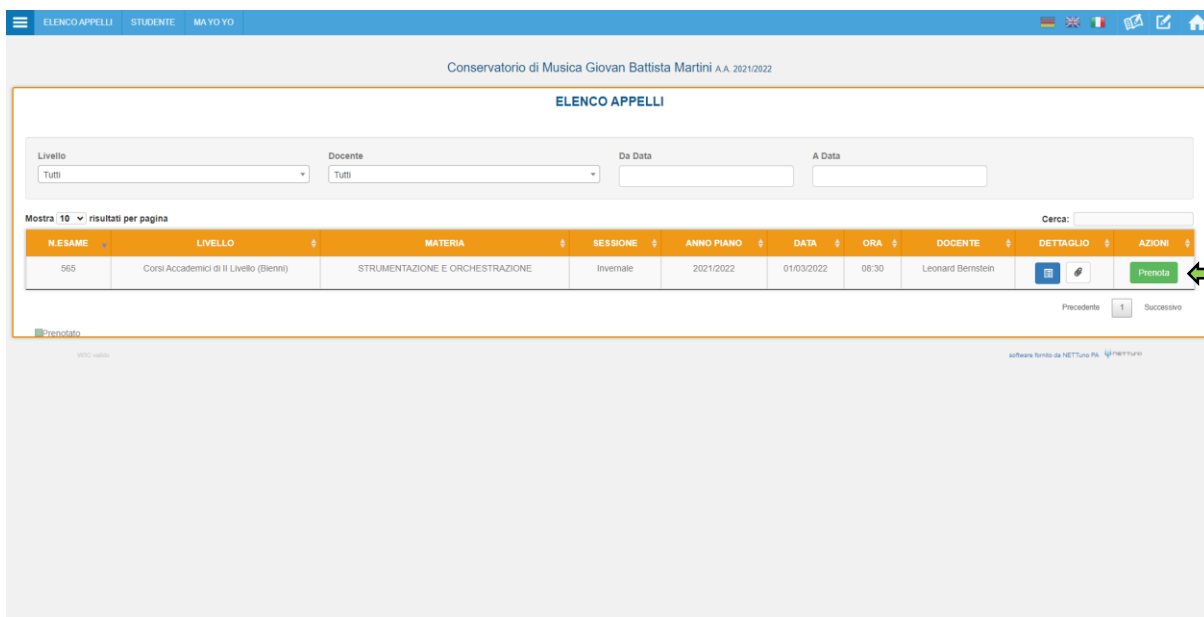 ELENCO APPELLI STUDENTE MA YO YO
Conservatorio di Musica Giovan Battista Martini A.A. 2021/2022
ELENCO APPELLI
Livello Docente Da Data A Data
Tutti Tutti
Mostra 10 risultati per pagina Cerca:
N.ESAME LIVELLO MATERIA SESSIONE ANNO PIANO DATA ORA DOCENTE DETTAGLIO AZIONI
565 Corsi Accademici di II Livello (Bienni) STRUMENTAZIONE E ORCHESTRAZIONE Invernale 2021/2022 01/03/2022 08:30 Leonard Bernstein Prenota
Precedente 1 Successivo
Prenotato
W3C valido software fornito da NETTuno PA NETTuno